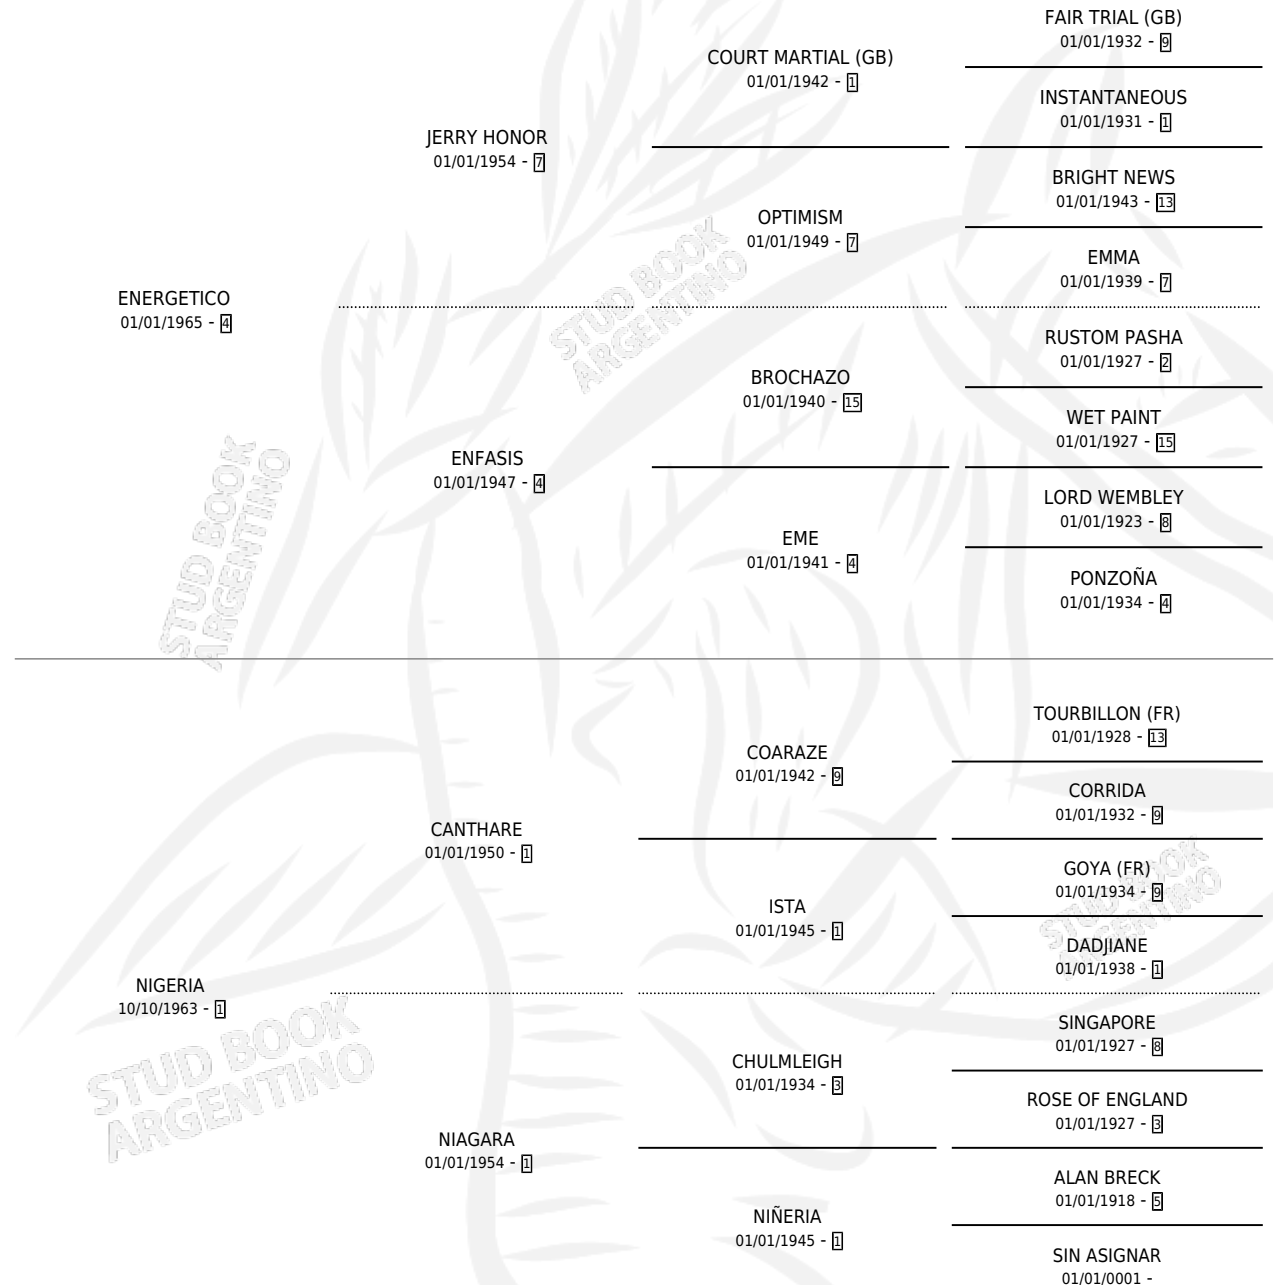 FAIR TRIAL (GB)
01/01/1932 - 9
COURT MARTIAL (GB)
01/01/1942 - 1
INSTANTANEOUS
01/01/1931 - 1
JERRY HONOR
01/01/1954 - 7
BRIGHT NEWS
01/01/1943 - 13
OPTIMISM
01/01/1949 - 7
EMMA
01/01/1939 - 7
ENERGETICO
01/01/1965 - 4
RUSTOM PASHA
01/01/1927 - 2
BROCHAZO
01/01/1940 - 15
WET PAINT
01/01/1927 - 15
ENFASIS
01/01/1947 - 4
LORD WEMBLEY
01/01/1923 - 8
EME
01/01/1941 - 4
PONZOÑA
01/01/1934 - 4
TOURBILLON (FR)
01/01/1928 - 13
COARAZE
01/01/1942 - 9
CORRIDA
01/01/1932 - 9
CANTHARE
01/01/1950 - 1
GOYA (FR)
01/01/1934 - 9
ISTA
01/01/1945 - 1
DADJIANE
01/01/1938 - 1
NIGERIA
10/10/1963 - 1
SINGAPORE
01/01/1927 - 8
CHULMLEIGH
01/01/1934 - 3
ROSE OF ENGLAND
01/01/1927 - 3
NIAGARA
01/01/1954 - 1
ALAN BRECK
01/01/1918 - 5
NIÑERIA
01/01/1945 - 1
SIN ASIGNAR
01/01/0001 -
STUD BOOK
ARGENTINO
STUD BOOK
ARGENTINO
STUD BOOK
ARGENTINO
STUD BOOK
ARGENTINO